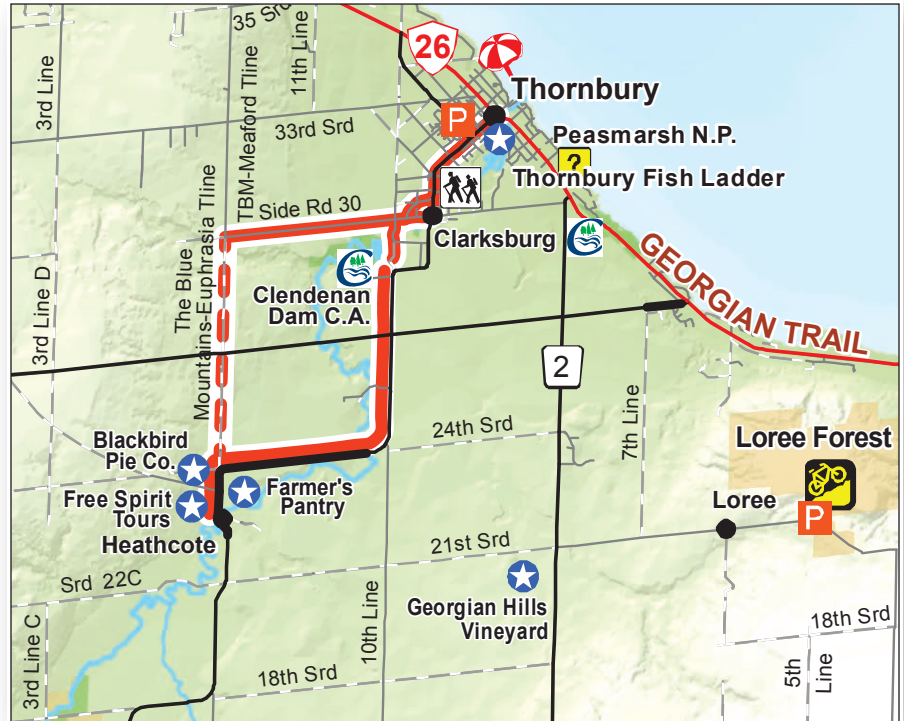 35 Srd
3rd Line
TBM-Meaford Tline
11th Line
26
Thornbury
P
33rd Srd
Peasmarsh N.P.
?
Thornbury Fish Ladder
Side Rd 30
Clarksburg
The Blue
Mountains-Euphrasia Tline
3rd Line D
Clendenan
Dam C.A.
GEORGIAN TRAIL
2
7th Line
24th Srd
Blackbird
Pie Co.
Free Spirit
Tours
Farmer's
Pantry
Heathcote
Loree Forest
Loree
P
21st Srd
Srd 22C
Georgian Hills
Vineyard
10th Line
18th Srd
3rd Line C
18th Srd
5th
Line